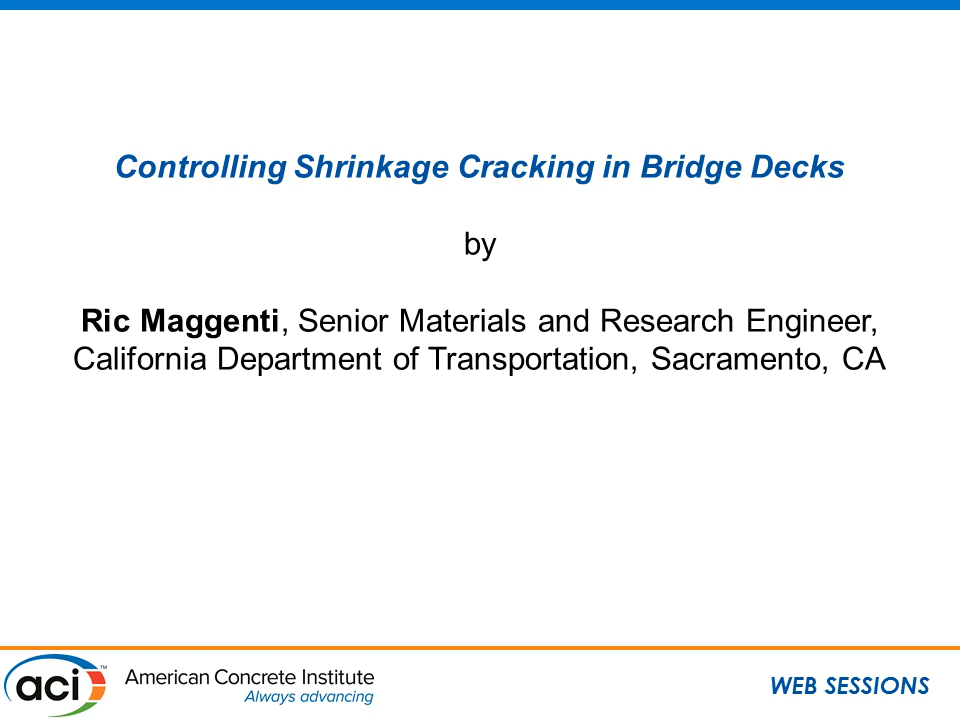 Controlling Shrinkage Cracking in Bridge Decks
by
Ric Maggenti, Senior Materials and Research Engineer,
California Department of Transportation, Sacramento, CA
aci™
American Concrete Institute
Always advancing
WEB SESSIONS